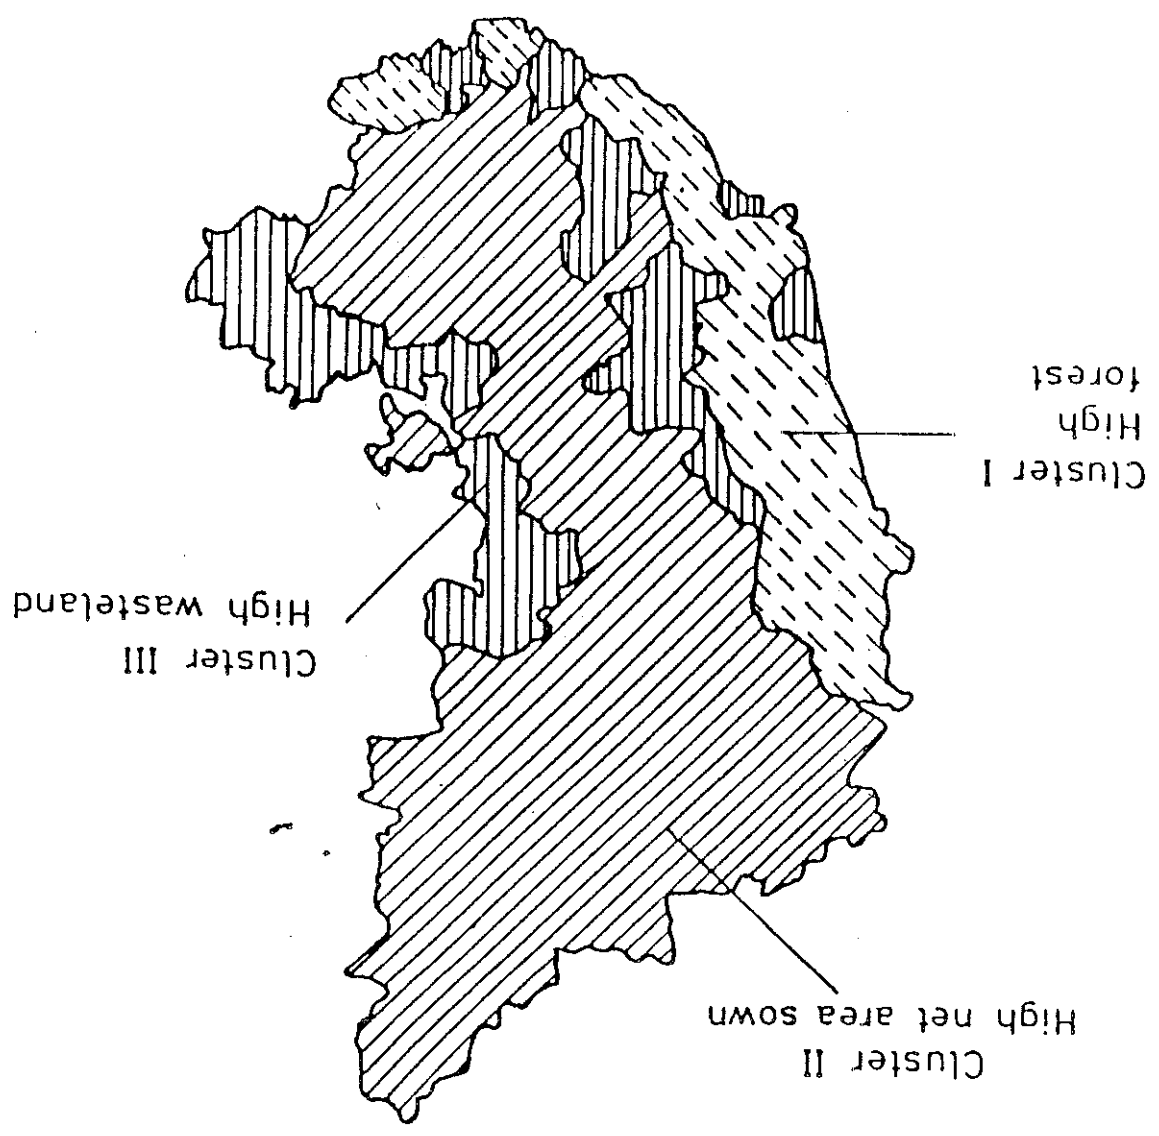 Cluster II
High net area sown
Cluster III
High wasteland
Cluster I
High
forest